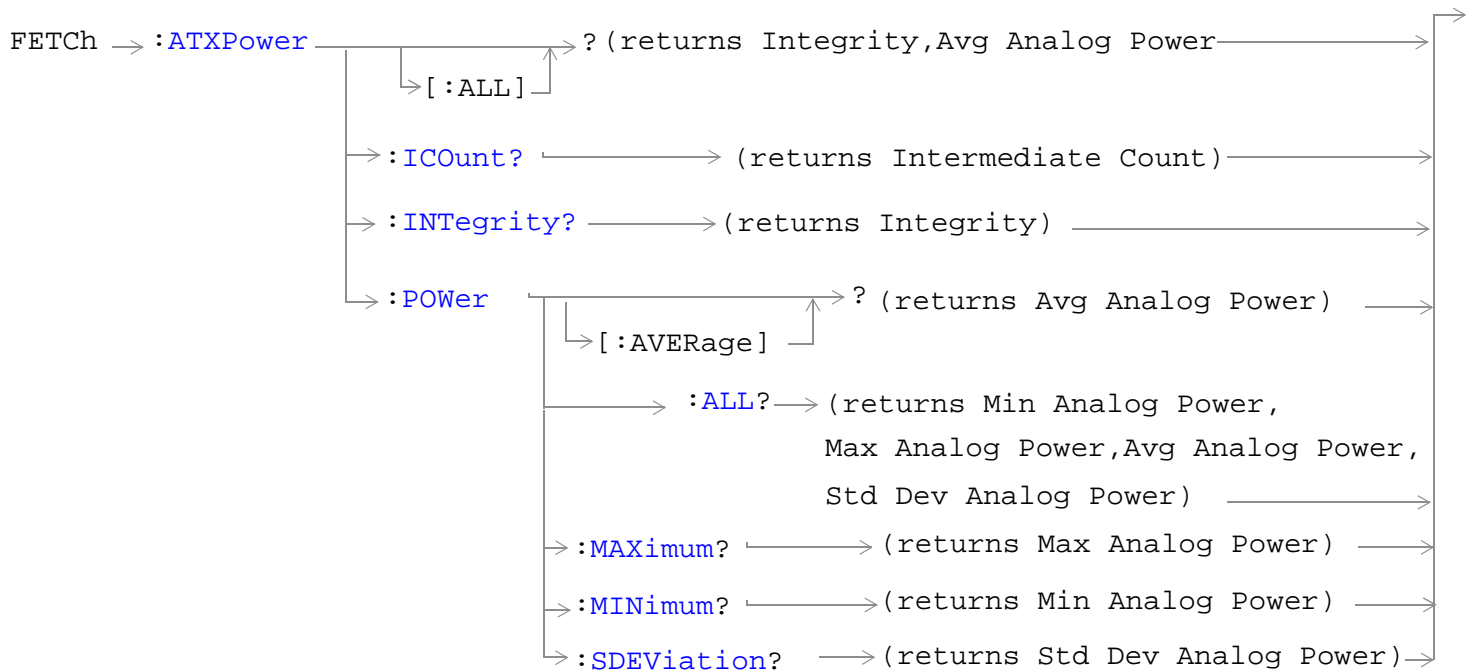 FETCh :ATXPower ?(returns Integrity,Avg Analog Power
[:ALL]
:ICOunt? (returns Intermediate Count)
:INTegrity? (returns Integrity)
:POWer ? (returns Avg Analog Power)
[:AVERage]
:ALL? (returns Min Analog Power,
Max Analog Power,Avg Analog Power,
Std Dev Analog Power)
:MAXimum? (returns Max Analog Power)
:MINimum? (returns Min Analog Power)
:SDEViation? (returns Std Dev Analog Power)